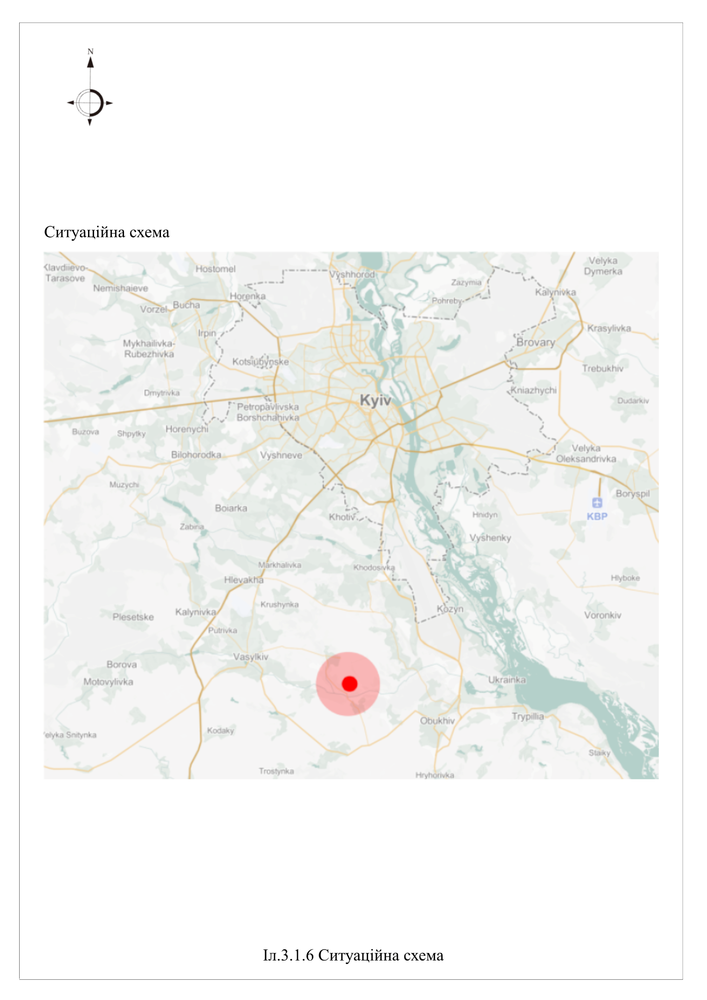 N
Ситуаційна схема
Klavdiievo-
Tarasove
Hostomel
Vyshhorod
Velyka
Dymerka
Nemishaieve
Zazymia
Horenka
Kalynivka
Vorzel
Bucha
Pohreby
Irpin
Krasylivka
Mykhailivka-
Rubezhivka
Brovary
Kotsiubynske
Trebukhiv
Dmytrivka
Kniazhychi
Kyiv
Dudarkiv
Petropavlivska
Borshchahivka
Buzova
Shpytky
Horenychi
Bilohorodka
Vyshneve
Velyka
Oleksandrivka
Muzychi
Boryspil
Boiarka
Khotiv
Hnidyn
KBP
Zabiria
Vyshenky
Markhalivka
Khodosivka
Hlevakha
Hlyboke
Krushynka
Kozyn
Kalynivka
Plesetske
Voronkiv
Putrivka
Vasylkiv
Borova
Motovylivka
Ukrainka
Trypillia
Obukhiv
Kodaky
Velyka Snitynka
Staiky
Trostynka
Hryhorivka
Іл.3.1.6 Ситуаційна схема